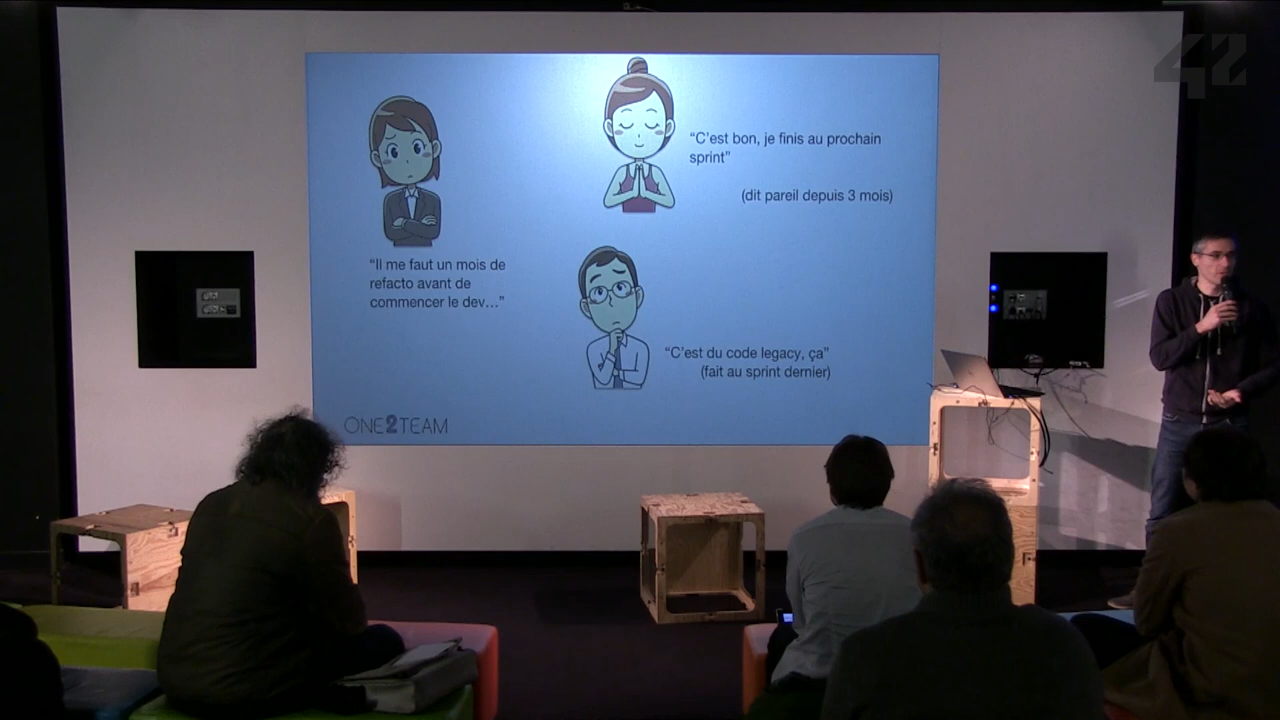 42
“C’est bon, je finis au prochain
sprint”
(dit pareil depuis 3 mois)
“Il me faut un mois de
refacto avant de
commencer le dev…”
“C’est du code legacy, ça”
(fait au sprint dernier)
ONE2TEAM